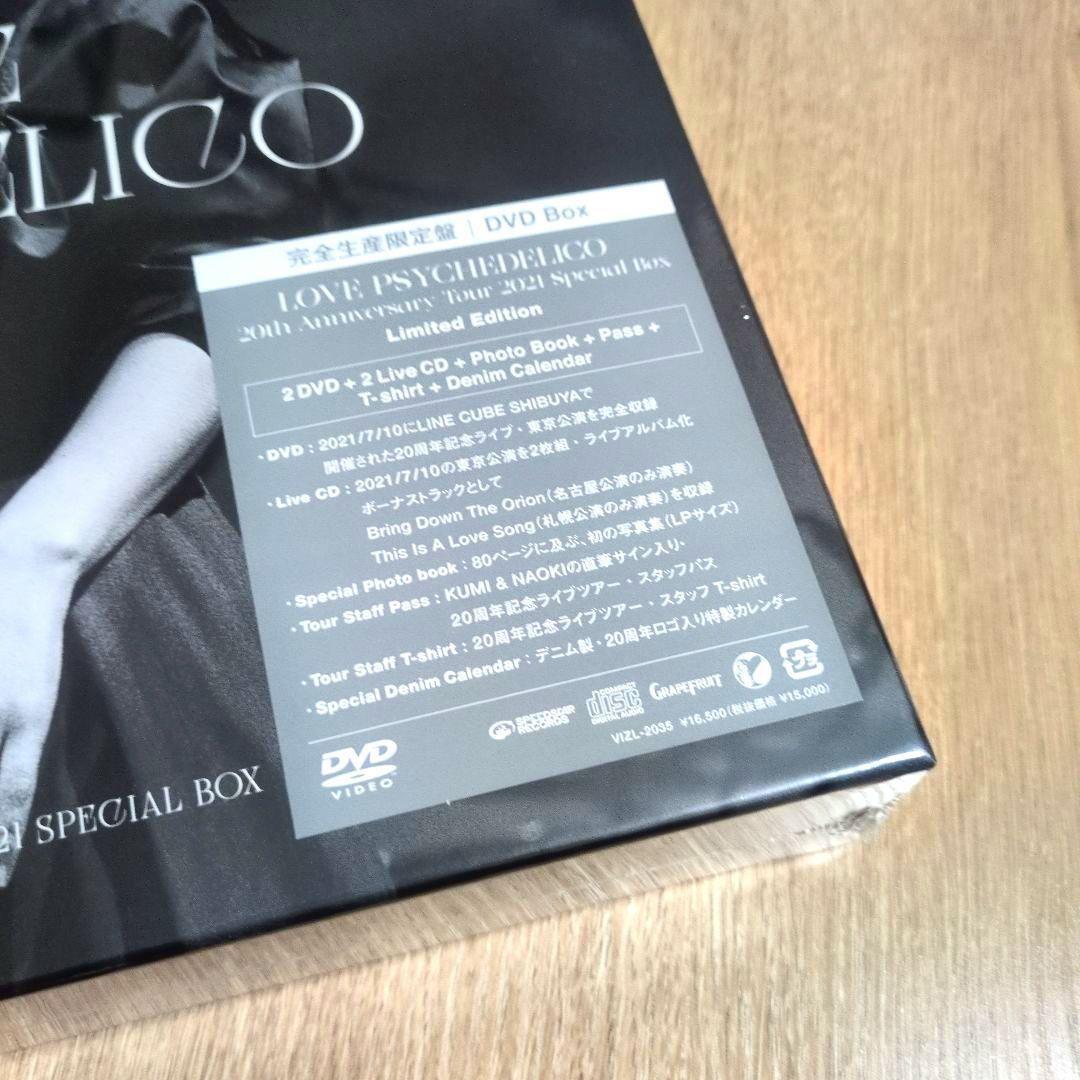 ELICO
完全生産限定盤 | DVD Box
LOVE PSYCHEDELICO
20th Anniversary Tour 2021 Special Box
Limited Edition
2 DVD + 2 Live CD + Photo Book + Pass +
T-shirt + Denim Calendar
・DVD：2021/7/10にLINE CUBE SHIBUYAで
開催された20周年記念ライブ・東京公演を完全収録
・Live CD：2021/7/10の東京公演を2枚組・ライブアルバム化
ボーナストラックとして
Bring Down The Orion（名古屋公演のみ演奏）
This Is A Love Song（札幌公演のみ演奏）を収録
・Special Photo book：80ページに及ぶ、初の写真集（LPサイズ）
・Tour Staff Pass：KUMI & NAOKIの直筆サイン入り・
20周年記念ライブツアー・スタッフパス
・Tour Staff T-shirt：20周年記念ライブツアー・スタッフ T-shirt
・Special Denim Calendar：デニム製・20周年ロゴ入り特製カレンダー
DVD
VIDEO
SPEEDSTAR
RECORDS
COMPACT
disc
DIGITAL AUDIO
GRAPEFRUIT
VIZL-2035 ¥16,500（税抜価格 ¥15,000）
21 SPECIAL BOX